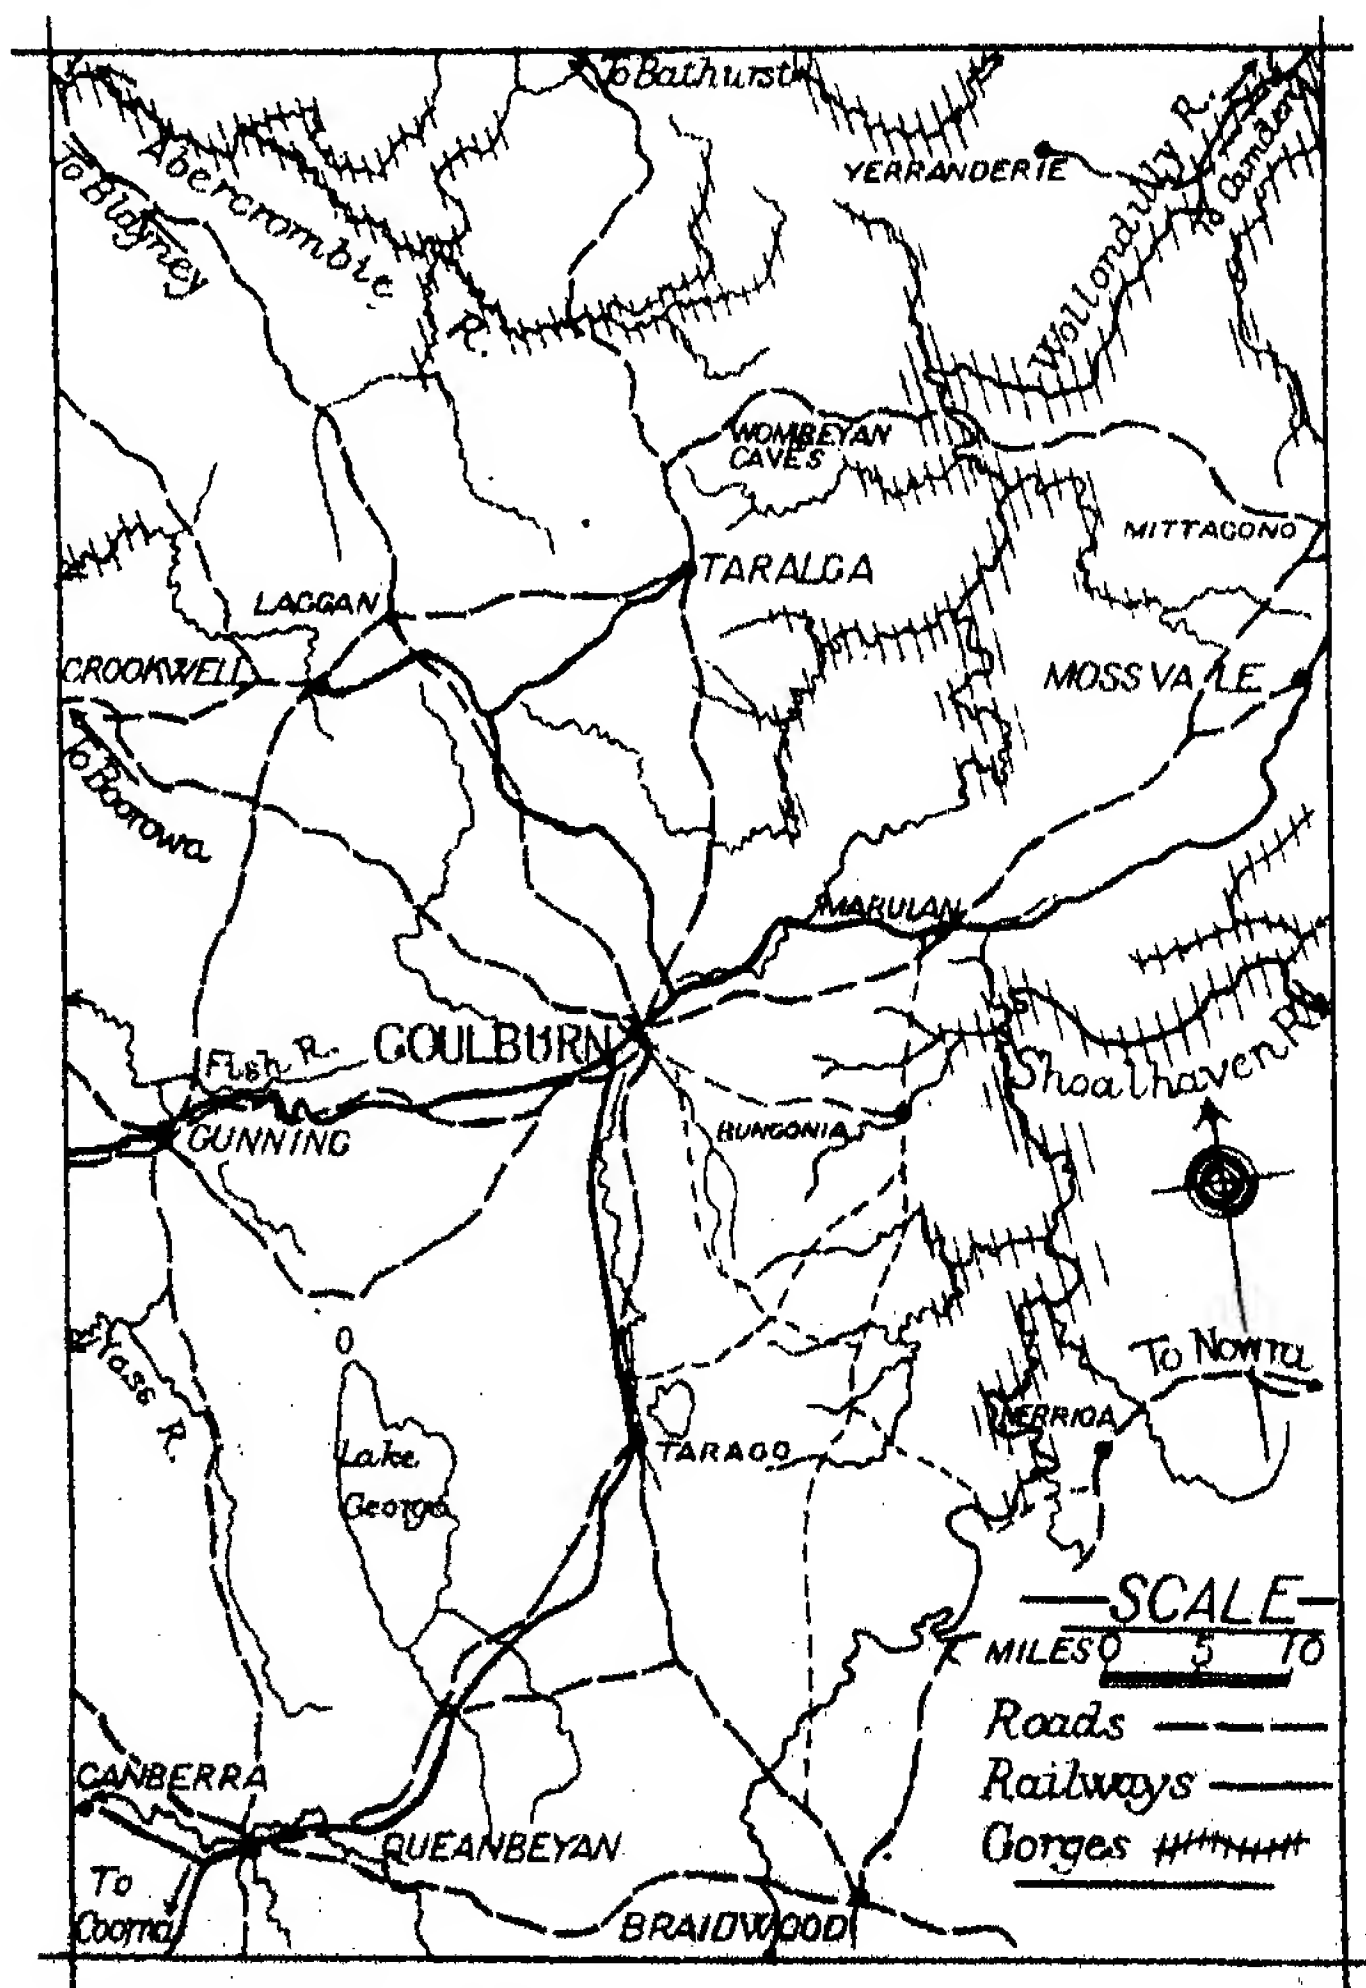 To Bathurst
To Blayney
Abercrombie
R.
YERRANDERIE
Wollondilly R.
To Camden
WOMBEYAN
CAVES
MITTAGONG
TARALGA
LAGGAN
CROOKWELL
MOSS VALE
To Boorowa
MARULAN
GOULBURN
Fish R.
GUNNING
BUNGONIA
Shoalhaven R.
Yass R.
To Nowra
O
NERRIGA
Lake
George
TARAGO
SCALE
MILES 0 5 10
Roads
Railways
Gorges
CANBERRA
QUEANBEYAN
To
Cooma
BRAIDWOOD